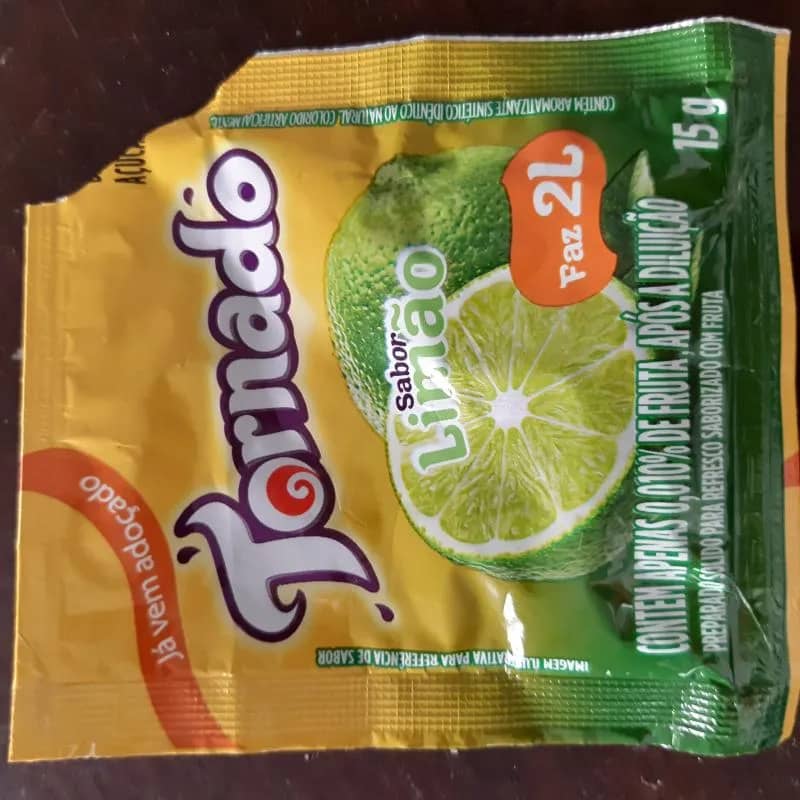 Já vem adoçado
AÇÚCA
Tornado
Sabor
Limão
Faz 2L
CONTÉM APENAS 0,010% DE FRUTA, APÓS A DILUIÇÃO
PREPARADO SÓLIDO PARA REFRESCO SABORIZADO COM FRUTA
15 g
CONTÉM AROMATIZANTE SINTÉTICO IDÊNTICO AO NATURAL. COLORIDO ARTIFICIALMENTE.
IMAGEM ILUSTRATIVA PARA REFERÊNCIA DE SABOR